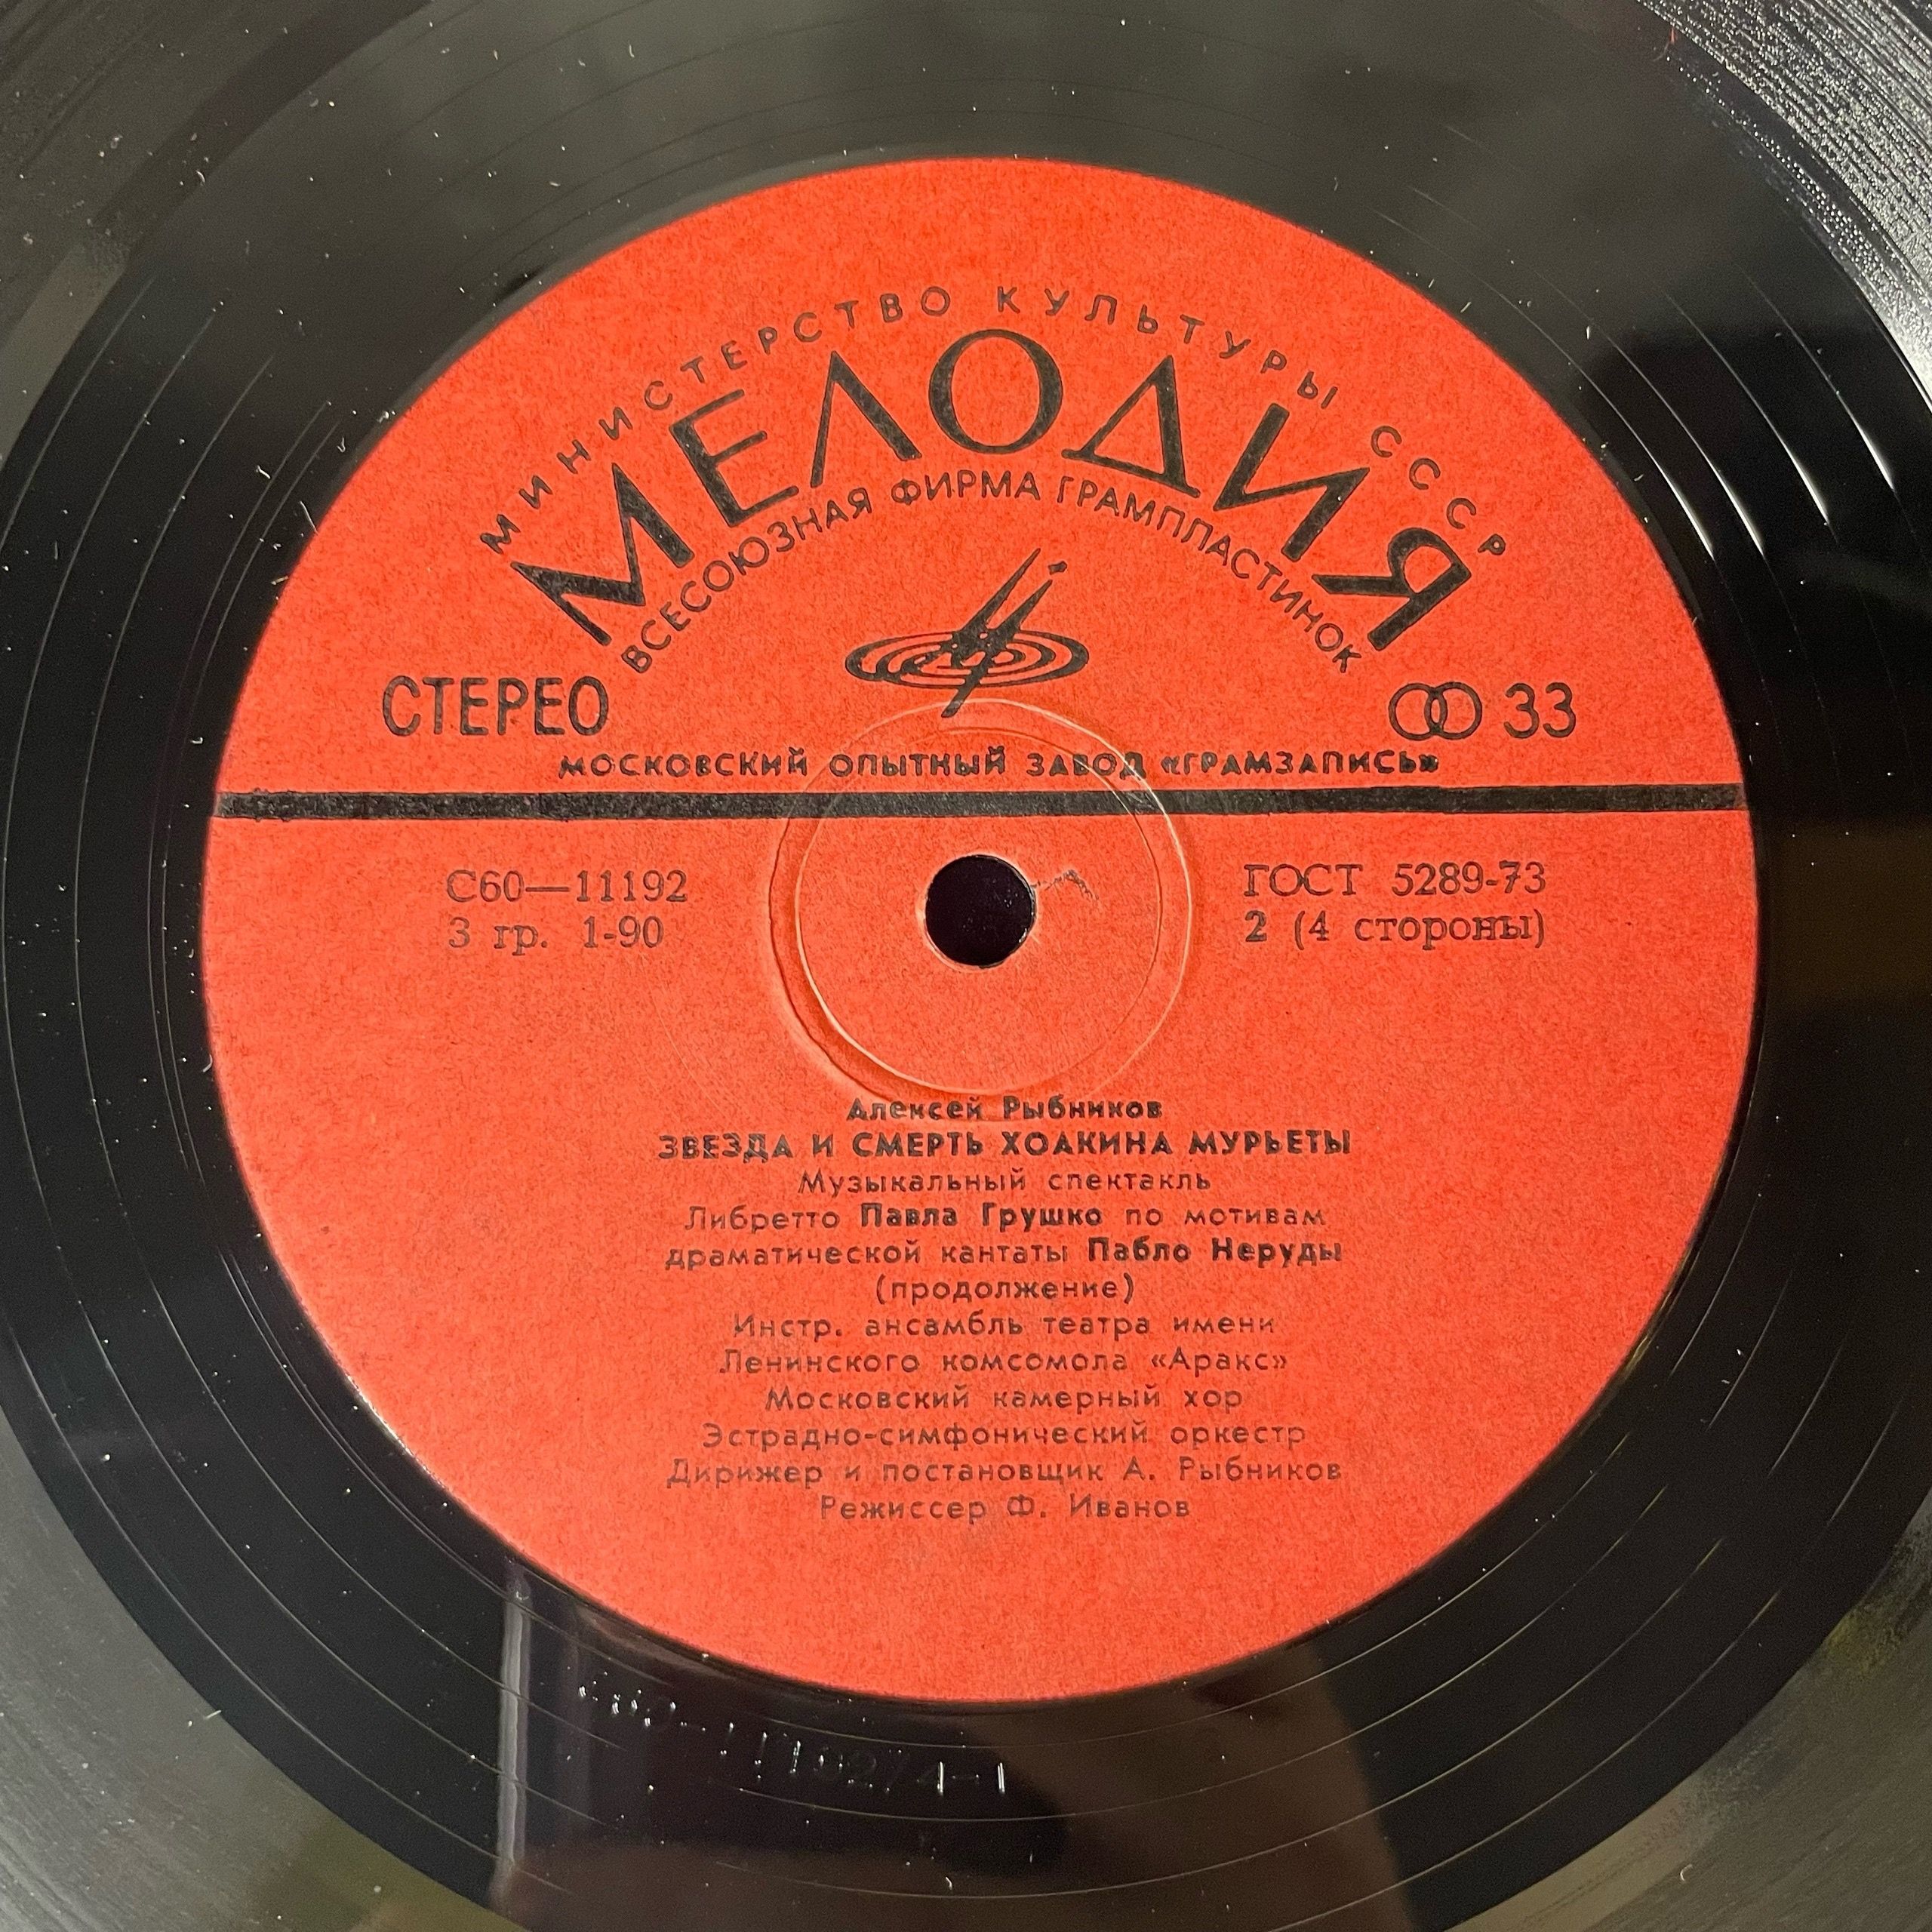 МИНИСТЕРСТВО КУЛЬТУРЫ СССР
МЕЛОДИЯ
ВСЕСОЮЗНАЯ ФИРМА ГРАМПЛАСТИНОК
СТЕРЕО
33
МОСКОВСКИЙ ОПЫТНЫЙ ЗАВОД «ГРАМЗАПИСЬ»
С60—11192
3 гр. 1-90
ГОСТ 5289-73
2 (4 стороны)
Алексей Рыбников
ЗВЕЗДА И СМЕРТЬ ХОАКИНА МУРЬЕТЫ
Музыкальный спектакль
Либретто Павла Грушко по мотивам
драматической кантаты Пабло Неруды
(продолжение)
Инстр. ансамбль театра имени
Ленинского комсомола «Аракс»
Московский камерный хор
Эстрадно-симфонический оркестр
Дирижер и постановщик А. Рыбников
Режиссер Ф. Иванов